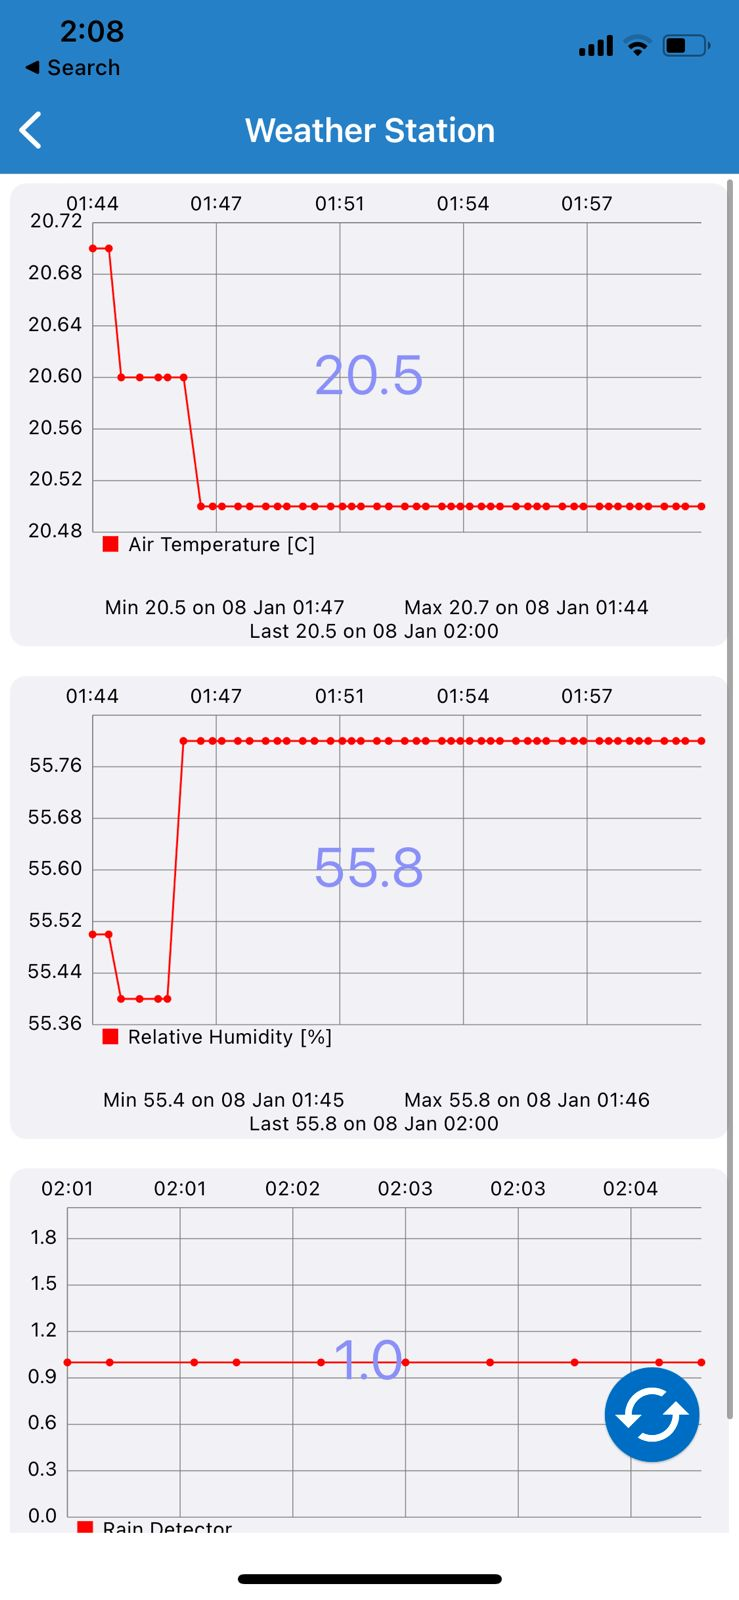 2:08
Search
Weather Station
01:44 01:47 01:51 01:54 01:57
20.72
20.68
20.64
20.60
20.5
20.56
20.52
20.48
Air Temperature [C]
Min 20.5 on 08 Jan 01:47 Max 20.7 on 08 Jan 01:44
Last 20.5 on 08 Jan 02:00
01:44 01:47 01:51 01:54 01:57
55.76
55.68
55.60
55.8
55.52
55.44
55.36
Relative Humidity [%]
Min 55.4 on 08 Jan 01:45 Max 55.8 on 08 Jan 01:46
Last 55.8 on 08 Jan 02:00
02:01 02:01 02:02 02:03 02:03 02:04
1.8
1.5
1.2
1.0
0.9
0.6
0.3
0.0
Rain Detector